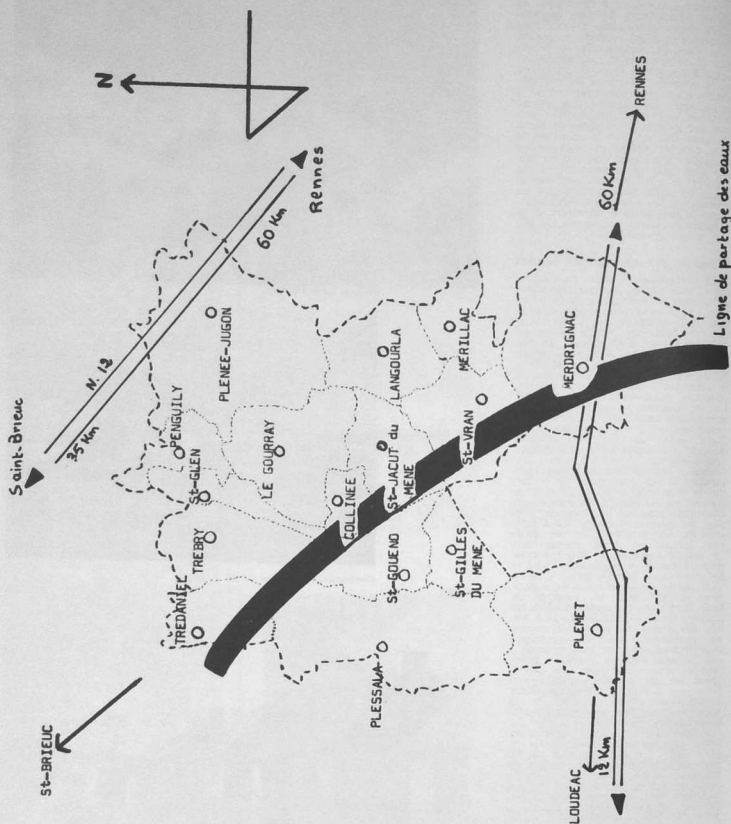 N
Saint-Brieuc
35 Km
N.12
60 Km
Rennes
St-BRIEUC
TREDANIEL
TREBRY
St-GLEN
PENGUILY
PLENEE-JUGON
LE GOURRAY
COLLINEE
St-JACUT du
MENE
LANGOURLA
MERILLAC
St-VRAN
St-GOUENO
St-GILLES
DU MENE
PLESSALA
PLEMET
MERDRIGNAC
LOUDEAC
12 Km
60 Km
RENNES
Ligne de partage des eaux